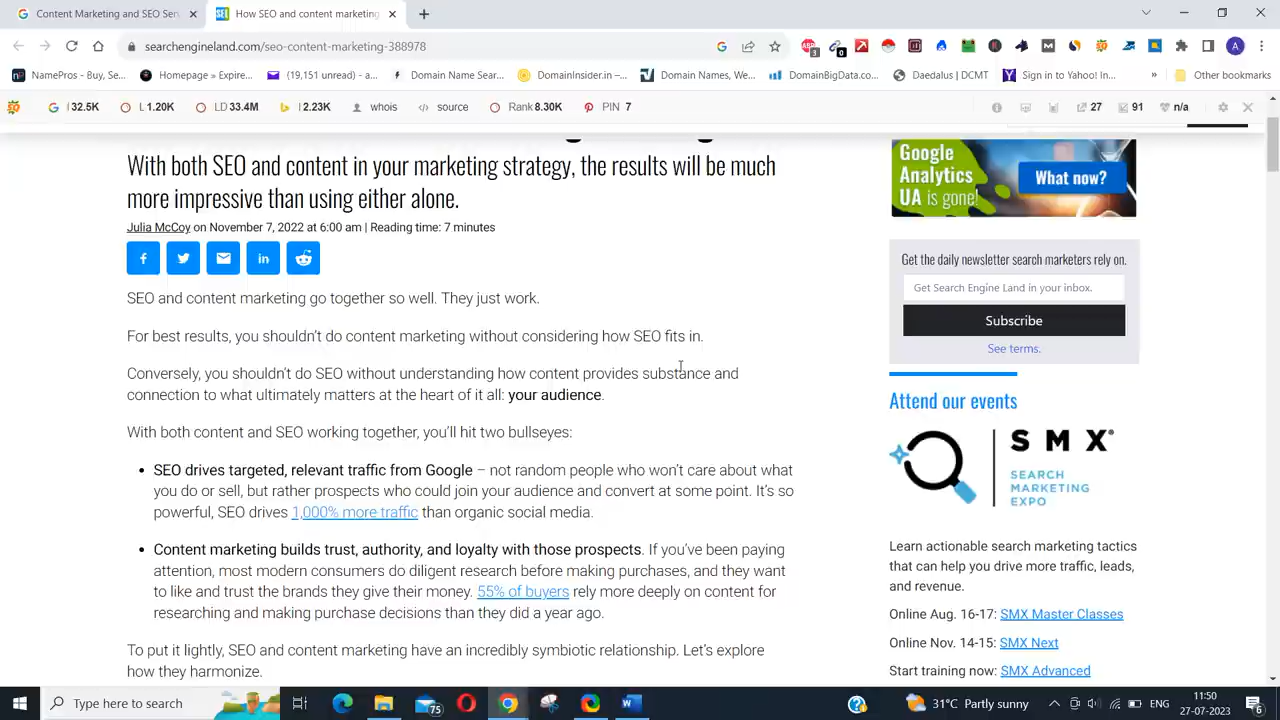 Content Marketing and SEO Ser
How SEO and content marketing
searchengineland.com/seo-content-marketing-388978
NamePros - Buy, Se...
Homepage » Expire...
(19,151 unread) - a...
Domain Name Sear...
DomainInsider.in –...
Domain Names, We...
DomainBigData.co...
Daedalus | DCMT
Sign in to Yahoo! In...
»
Other bookmarks
I 32.5K
L 1.20K
LD 33.4M
I 2.23K
whois
source
Rank 8.30K
PIN 7
27
91
n/a
With both SEO and content in your marketing strategy, the results will be much
more impressive than using either alone.
Julia McCoy on November 7, 2022 at 6:00 am | Reading time: 7 minutes
SEO and content marketing go together so well. They just work.
For best results, you shouldn't do content marketing without considering how SEO fits in.
Conversely, you shouldn't do SEO without understanding how content provides substance and
connection to what ultimately matters at the heart of it all: your audience.
With both content and SEO working together, you'll hit two bullseyes:
• SEO drives targeted, relevant traffic from Google – not random people who won't care about what
you do or sell, but rather prospects who could join your audience and convert at some point. It's so
powerful, SEO drives 1,000% more traffic than organic social media.
• Content marketing builds trust, authority, and loyalty with those prospects. If you've been paying
attention, most modern consumers do diligent research before making purchases, and they want
to like and trust the brands they give their money. 55% of buyers rely more deeply on content for
researching and making purchase decisions than they did a year ago.
To put it lightly, SEO and content marketing have an incredibly symbiotic relationship. Let's explore
how they harmonize.
Google
Analytics
UA is gone!
What now?
Get the daily newsletter search marketers rely on.
Get Search Engine Land in your inbox.
Subscribe
See terms.
Attend our events
SMX®
SEARCH
MARKETING
EXPO
Learn actionable search marketing tactics
that can help you drive more traffic, leads,
and revenue.
Online Aug. 16-17: SMX Master Classes
Online Nov. 14-15: SMX Next
Start training now: SMX Advanced
Type here to search
75
31°C Partly sunny
ENG
11:50
27-07-2023
6